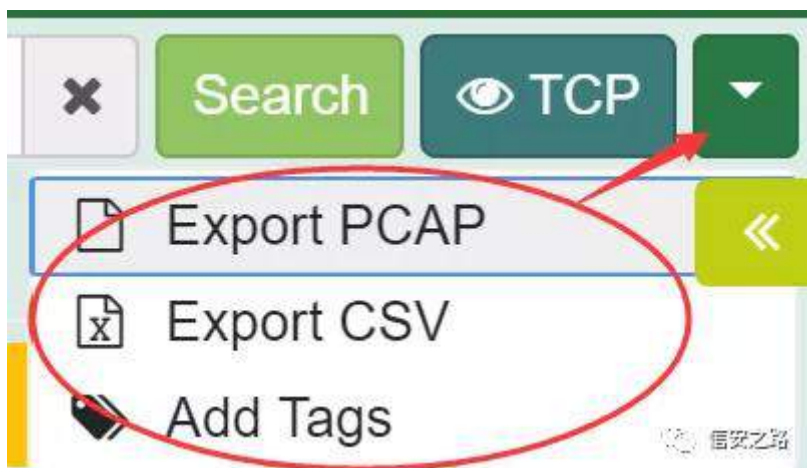 Search
TCP
Export PCAP
Export CSV
Add Tags
信安之路